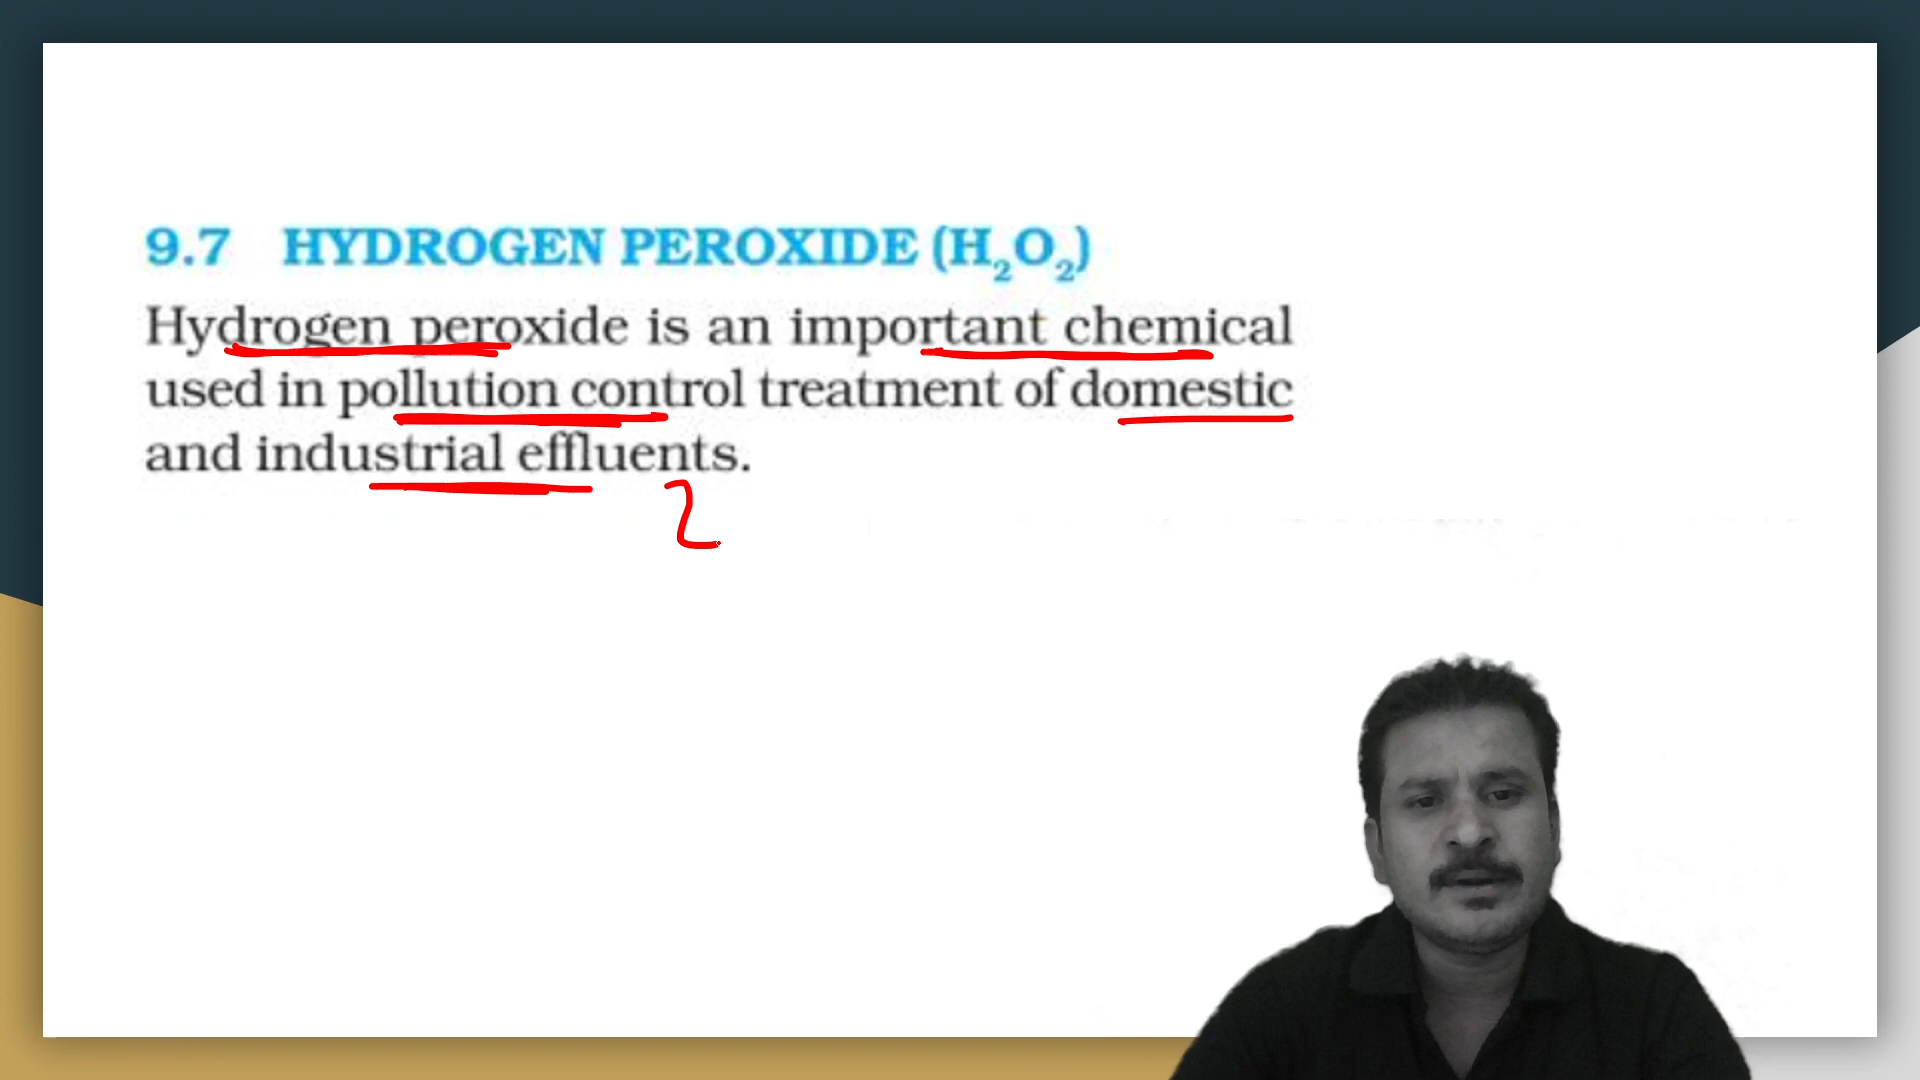 9.7 HYDROGEN PEROXIDE (H₂O₂)
Hydrogen peroxide is an important chemical
used in pollution control treatment of domestic
and industrial effluents.